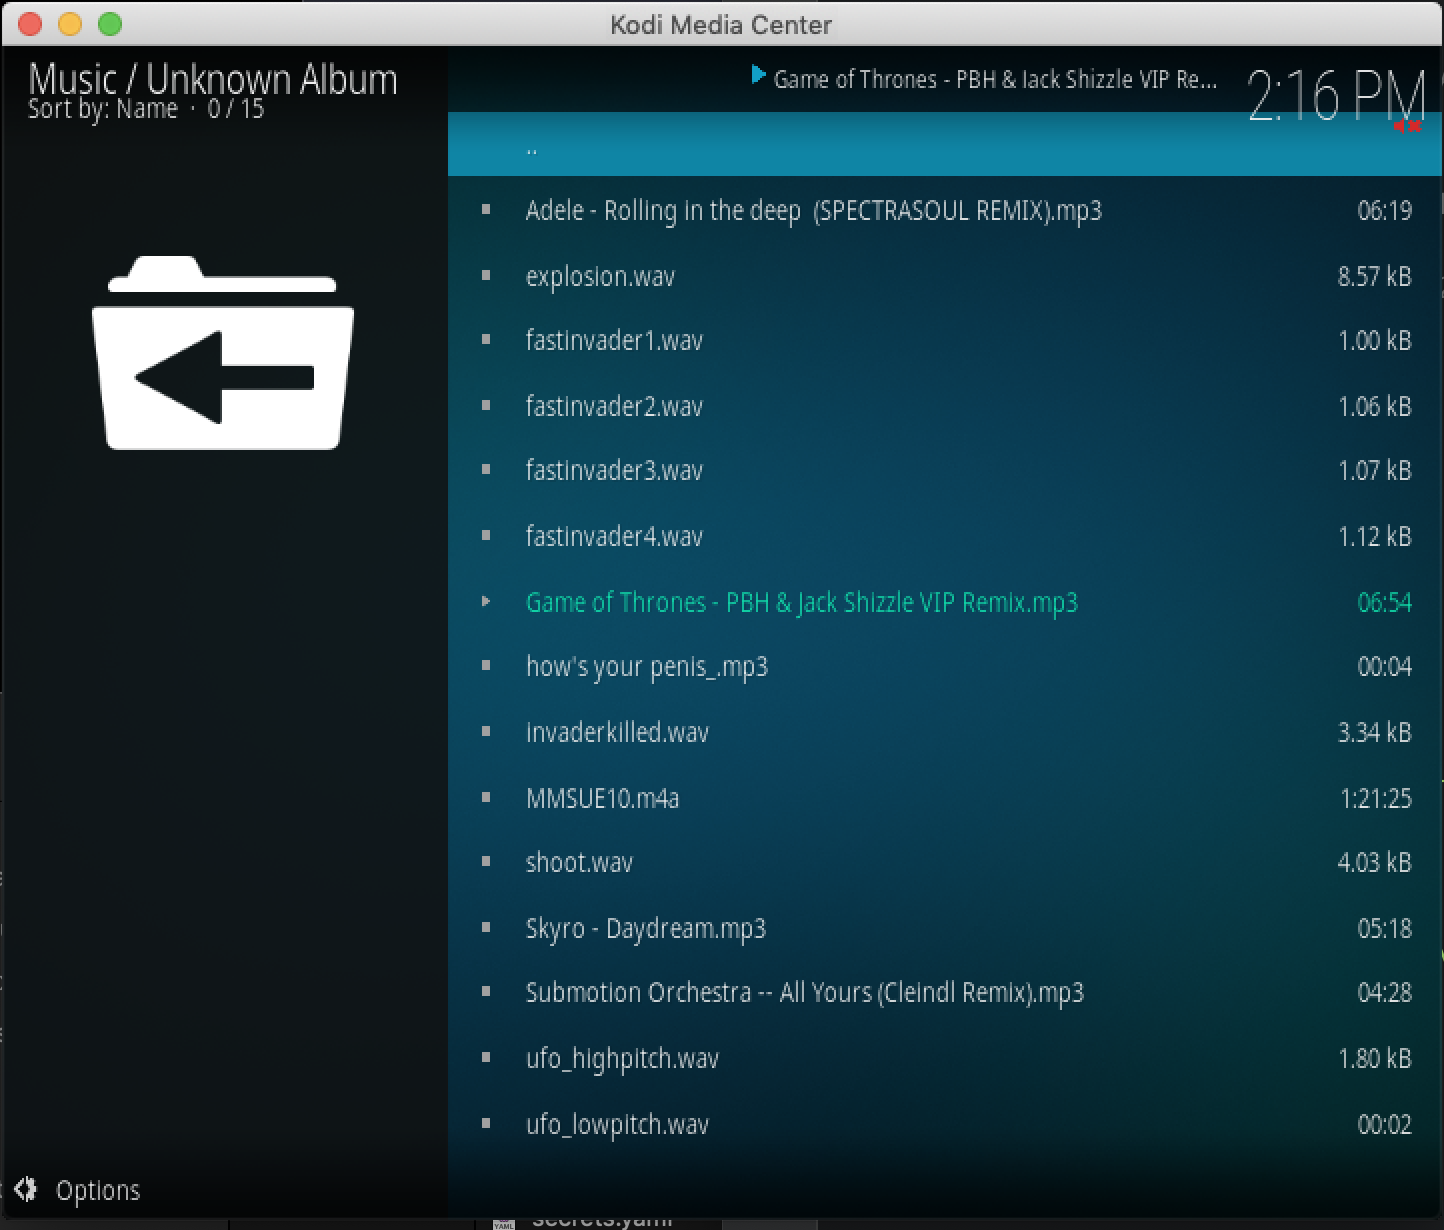 Kodi Media Center
Music / Unknown Album
Sort by: Name · 0 / 15
Game of Thrones - PBH & Jack Shizzle VIP Re...
2:16 PM
..
Adele - Rolling in the deep  (SPECTRASOUL REMIX).mp3 06:19
explosion.wav 8.57 kB
fastinvader1.wav 1.00 kB
fastinvader2.wav 1.06 kB
fastinvader3.wav 1.07 kB
fastinvader4.wav 1.12 kB
Game of Thrones - PBH & Jack Shizzle VIP Remix.mp3 06:54
how's your penis_.mp3 00:04
invaderkilled.wav 3.34 kB
MMSUE10.m4a 1:21:25
shoot.wav 4.03 kB
Skyro - Daydream.mp3 05:18
Submotion Orchestra -- All Yours (Cleindl Remix).mp3 04:28
ufo_highpitch.wav 1.80 kB
ufo_lowpitch.wav 00:02
Options
YAML secrets.yaml